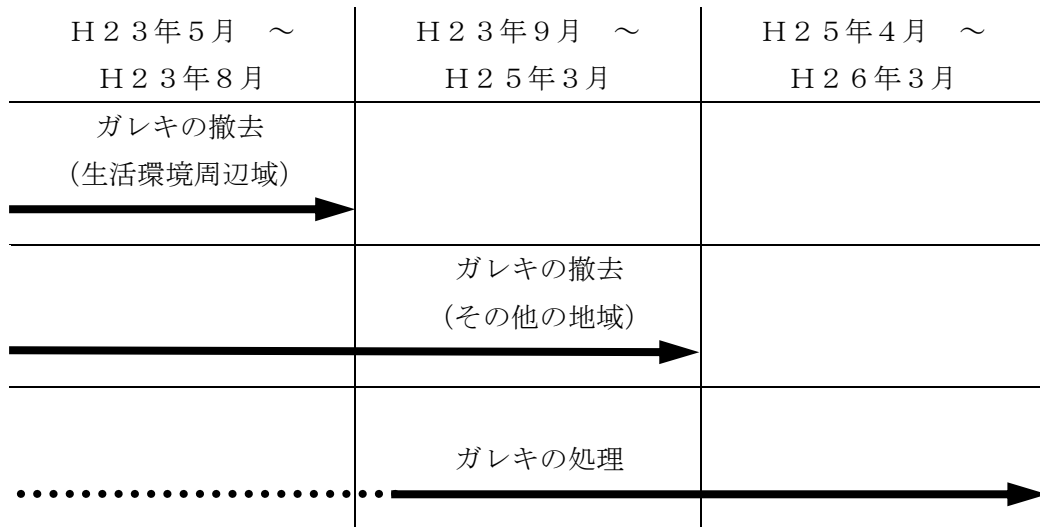 H23年5月 ~
H23年8月
H23年9月 ~
H25年3月
H25年4月 ~
H26年3月
ガレキの撤去
(生活環境周辺域)
ガレキの撤去
(その他の地域)
ガレキの処理